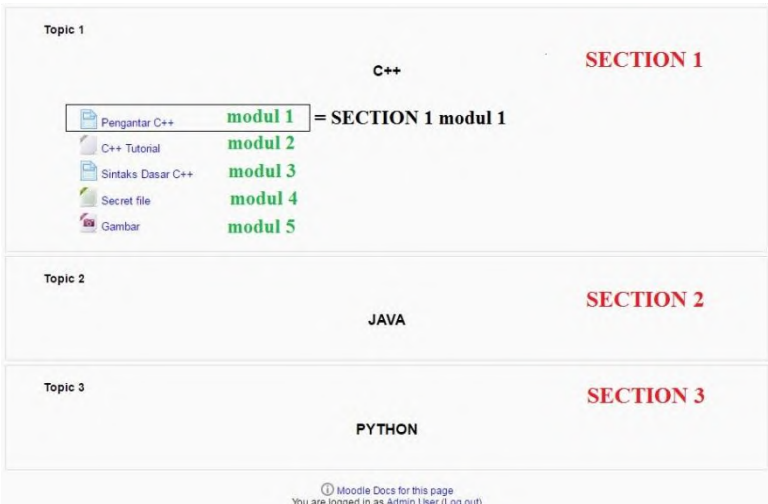 Topic 1
SECTION 1
C++
Pengantar C++ modul 1 = SECTION 1 modul 1
C++ Tutorial modul 2
Sintaks Dasar C++ modul 3
Secret file modul 4
Gambar modul 5
Topic 2
SECTION 2
JAVA
Topic 3
SECTION 3
PYTHON
Moodle Docs for this page
You are logged in as Admin User (Log out)